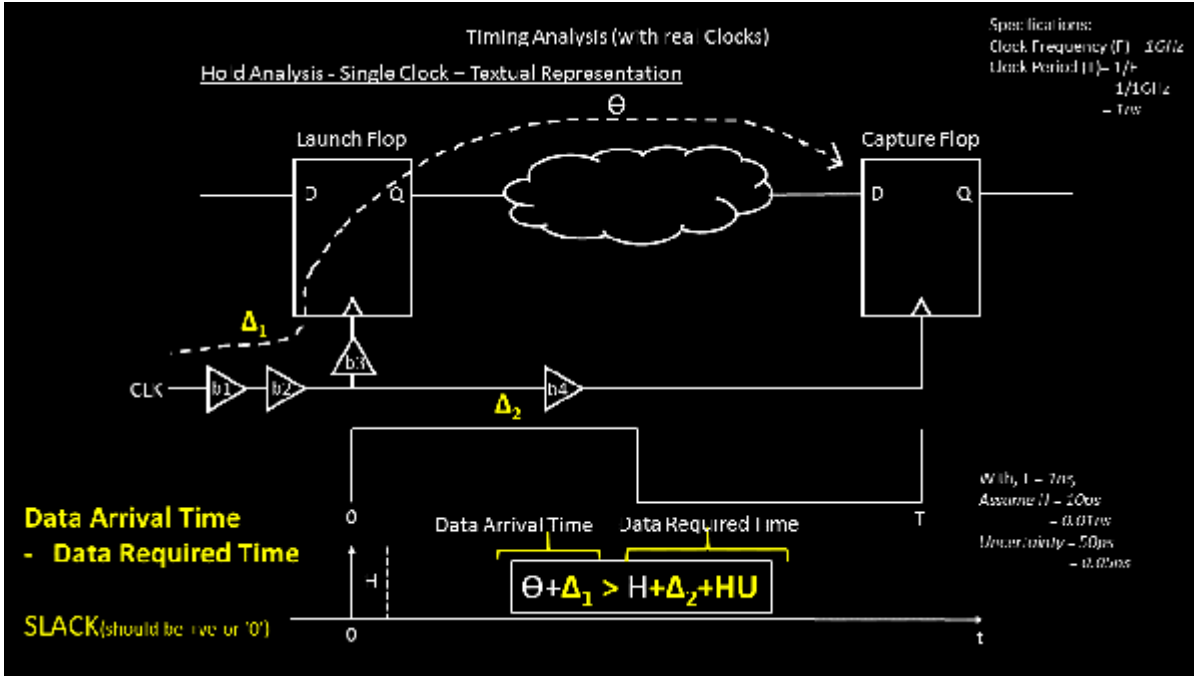 Timing Analysis (with real Clocks)
Hold Analysis - Single Clock – Textual Representation
Specifications:
Clock Frequency (F) 1GHz
Clock Period (T)= 1/F
1/1GHz
= 1ns
Θ
Launch Flop
Capture Flop
D Q
D Q
Δ1
b3
CLK b1 b2 b4
Δ2
0 T
With, T = 1ns,
Assume H = 10ps
= 0.01ns
Uncertainty = 50ps
= 0.05ns
Data Arrival Time
- Data Required Time
SLACK(should be +ve or '0')
Data Arrival Time Data Required Time
H
Θ+Δ1 > H+Δ2+HU
0 t